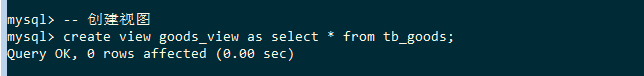 mysql> -- 创建视图
mysql> create view goods_view as select * from tb_goods;
Query OK, 0 rows affected (0.00 sec)